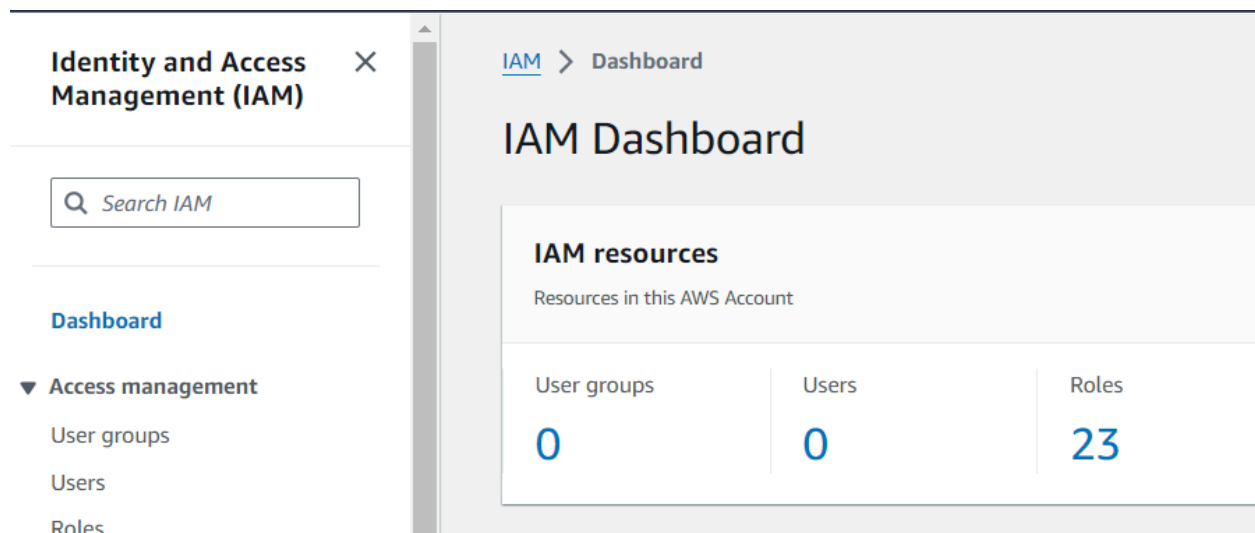 Identity and Access
Management (IAM)
Search IAM
Dashboard
Access management
User groups
Users
Roles
IAM > Dashboard
IAM Dashboard
IAM resources
Resources in this AWS Account
User groups Users Roles
0 0 23